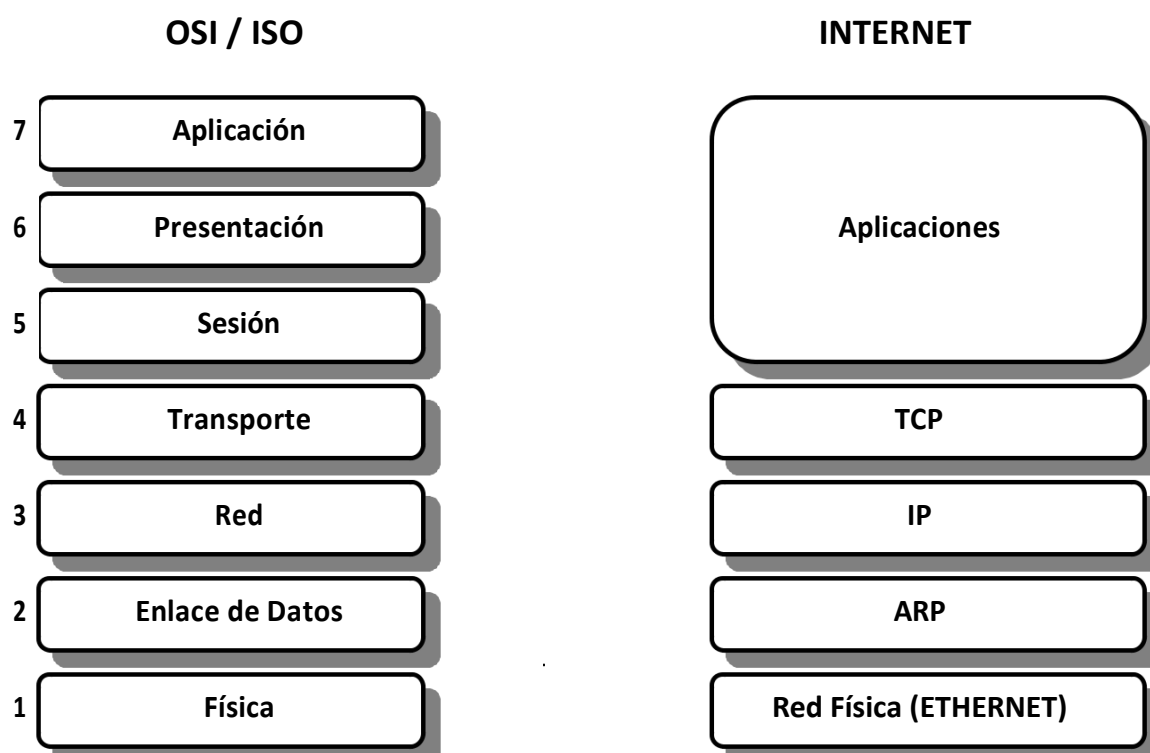 OSI / ISO
INTERNET
7 Aplicación
6 Presentación
Aplicaciones
5 Sesión
4 Transporte
TCP
3 Red
IP
2 Enlace de Datos
ARP
1 Física
Red Física (ETHERNET)